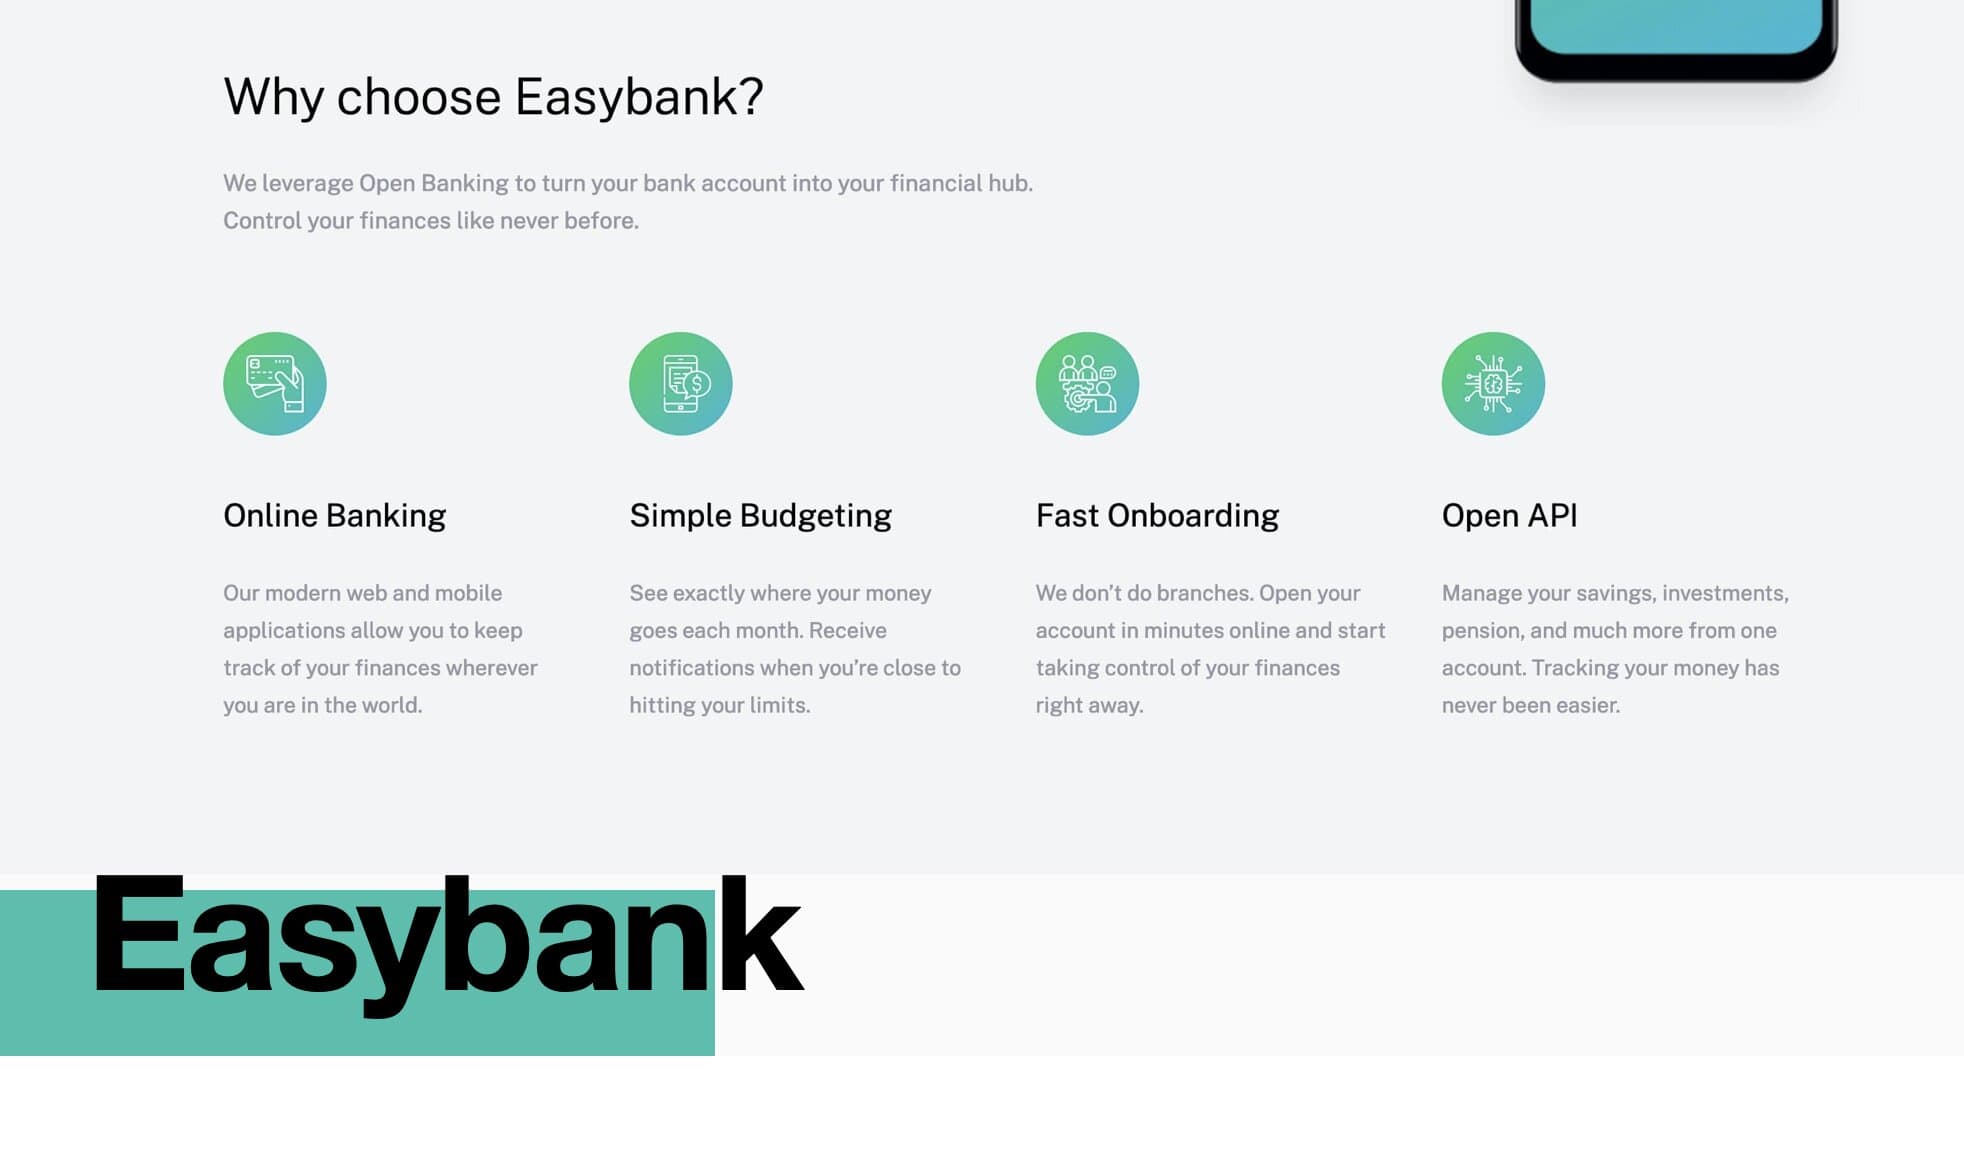 Why choose Easybank?
We leverage Open Banking to turn your bank account into your financial hub.
Control your finances like never before.
Online Banking
Our modern web and mobile
applications allow you to keep
track of your finances wherever
you are in the world.
Simple Budgeting
See exactly where your money
goes each month. Receive
notifications when you’re close to
hitting your limits.
Fast Onboarding
We don’t do branches. Open your
account in minutes online and start
taking control of your finances
right away.
Open API
Manage your savings, investments,
pension, and much more from one
account. Tracking your money has
never been easier.
Easybank